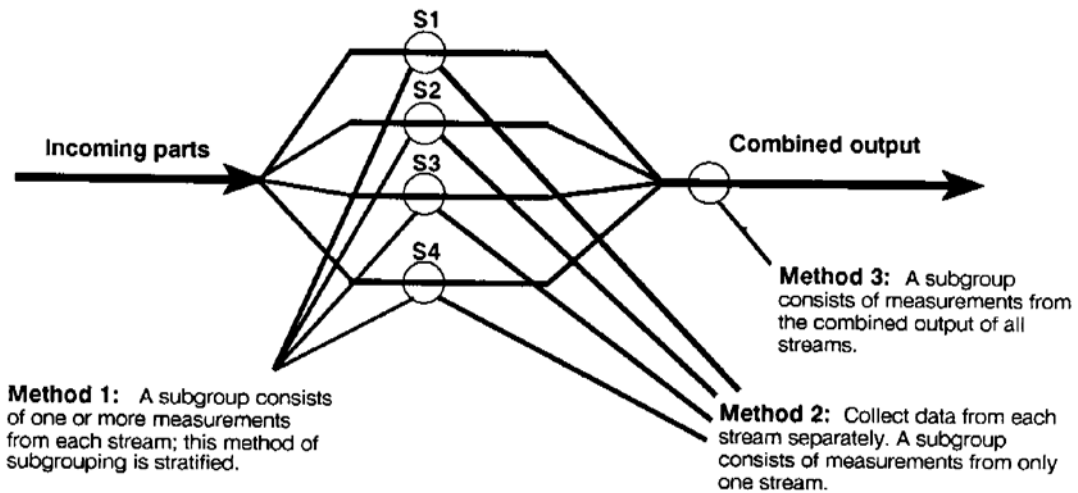 S1
S2
Incoming parts
Combined output
S3
S4
Method 3: A subgroup
consists of measurements from
the combined output of all
streams.
Method 1: A subgroup consists
of one or more measurements
from each stream; this method of
subgrouping is stratified.
Method 2: Collect data from each
stream separately. A subgroup
consists of measurements from only
one stream.